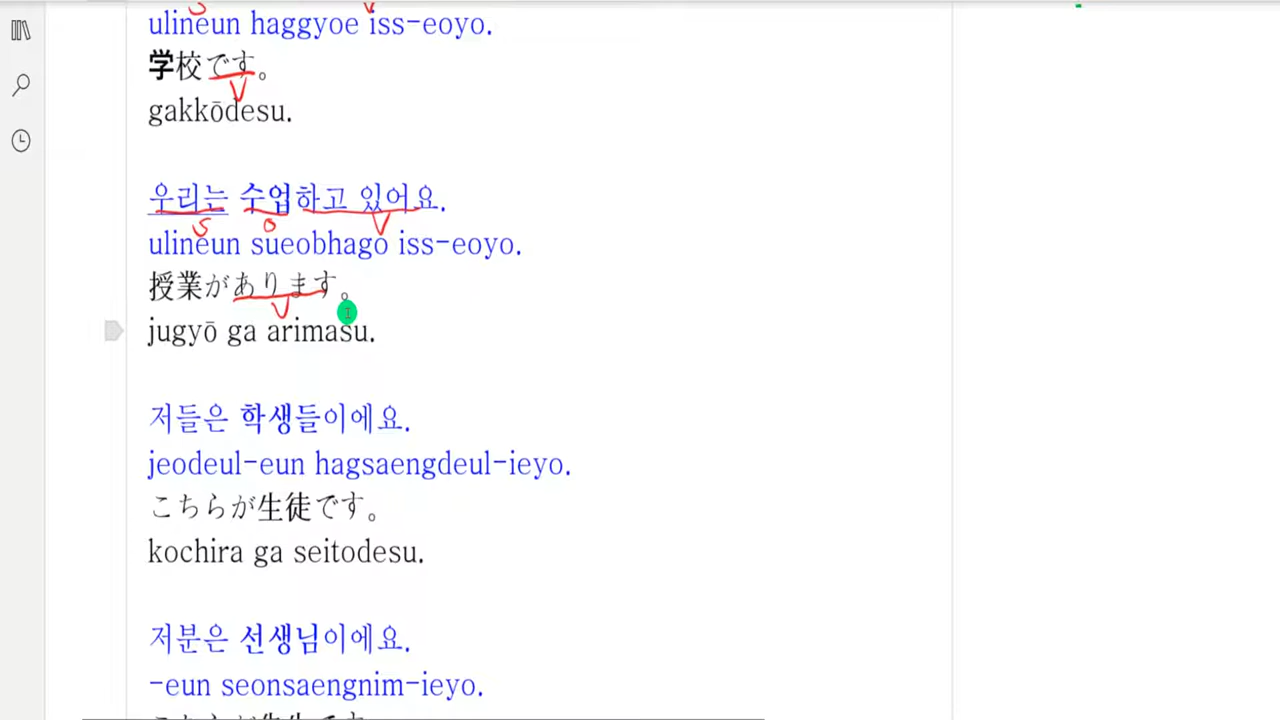 S V
ulineun haggyoe iss-eoyo.
学校です。
V
gakkōdesu.
우리는 수업하고 있어요.
S O V
ulineun sueobhago iss-eoyo.
授業があります。
V
jugyō ga arimasu.
저들은 학생들이에요.
jeodeul-eun hagsaengdeul-ieyo.
こちらが生徒です。
kochira ga seitodesu.
저분은 선생님이에요.
-eun seonsaengnim-ieyo.